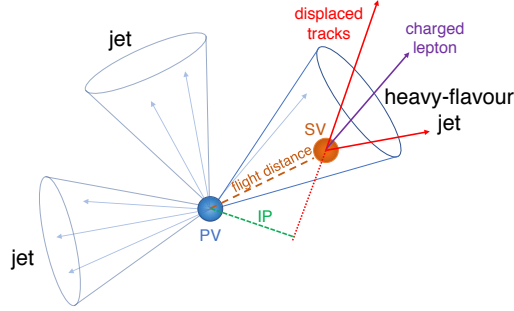 displaced
tracks
charged
lepton
jet
heavy-flavour
jet
SV
flight distance
IP
PV
jet